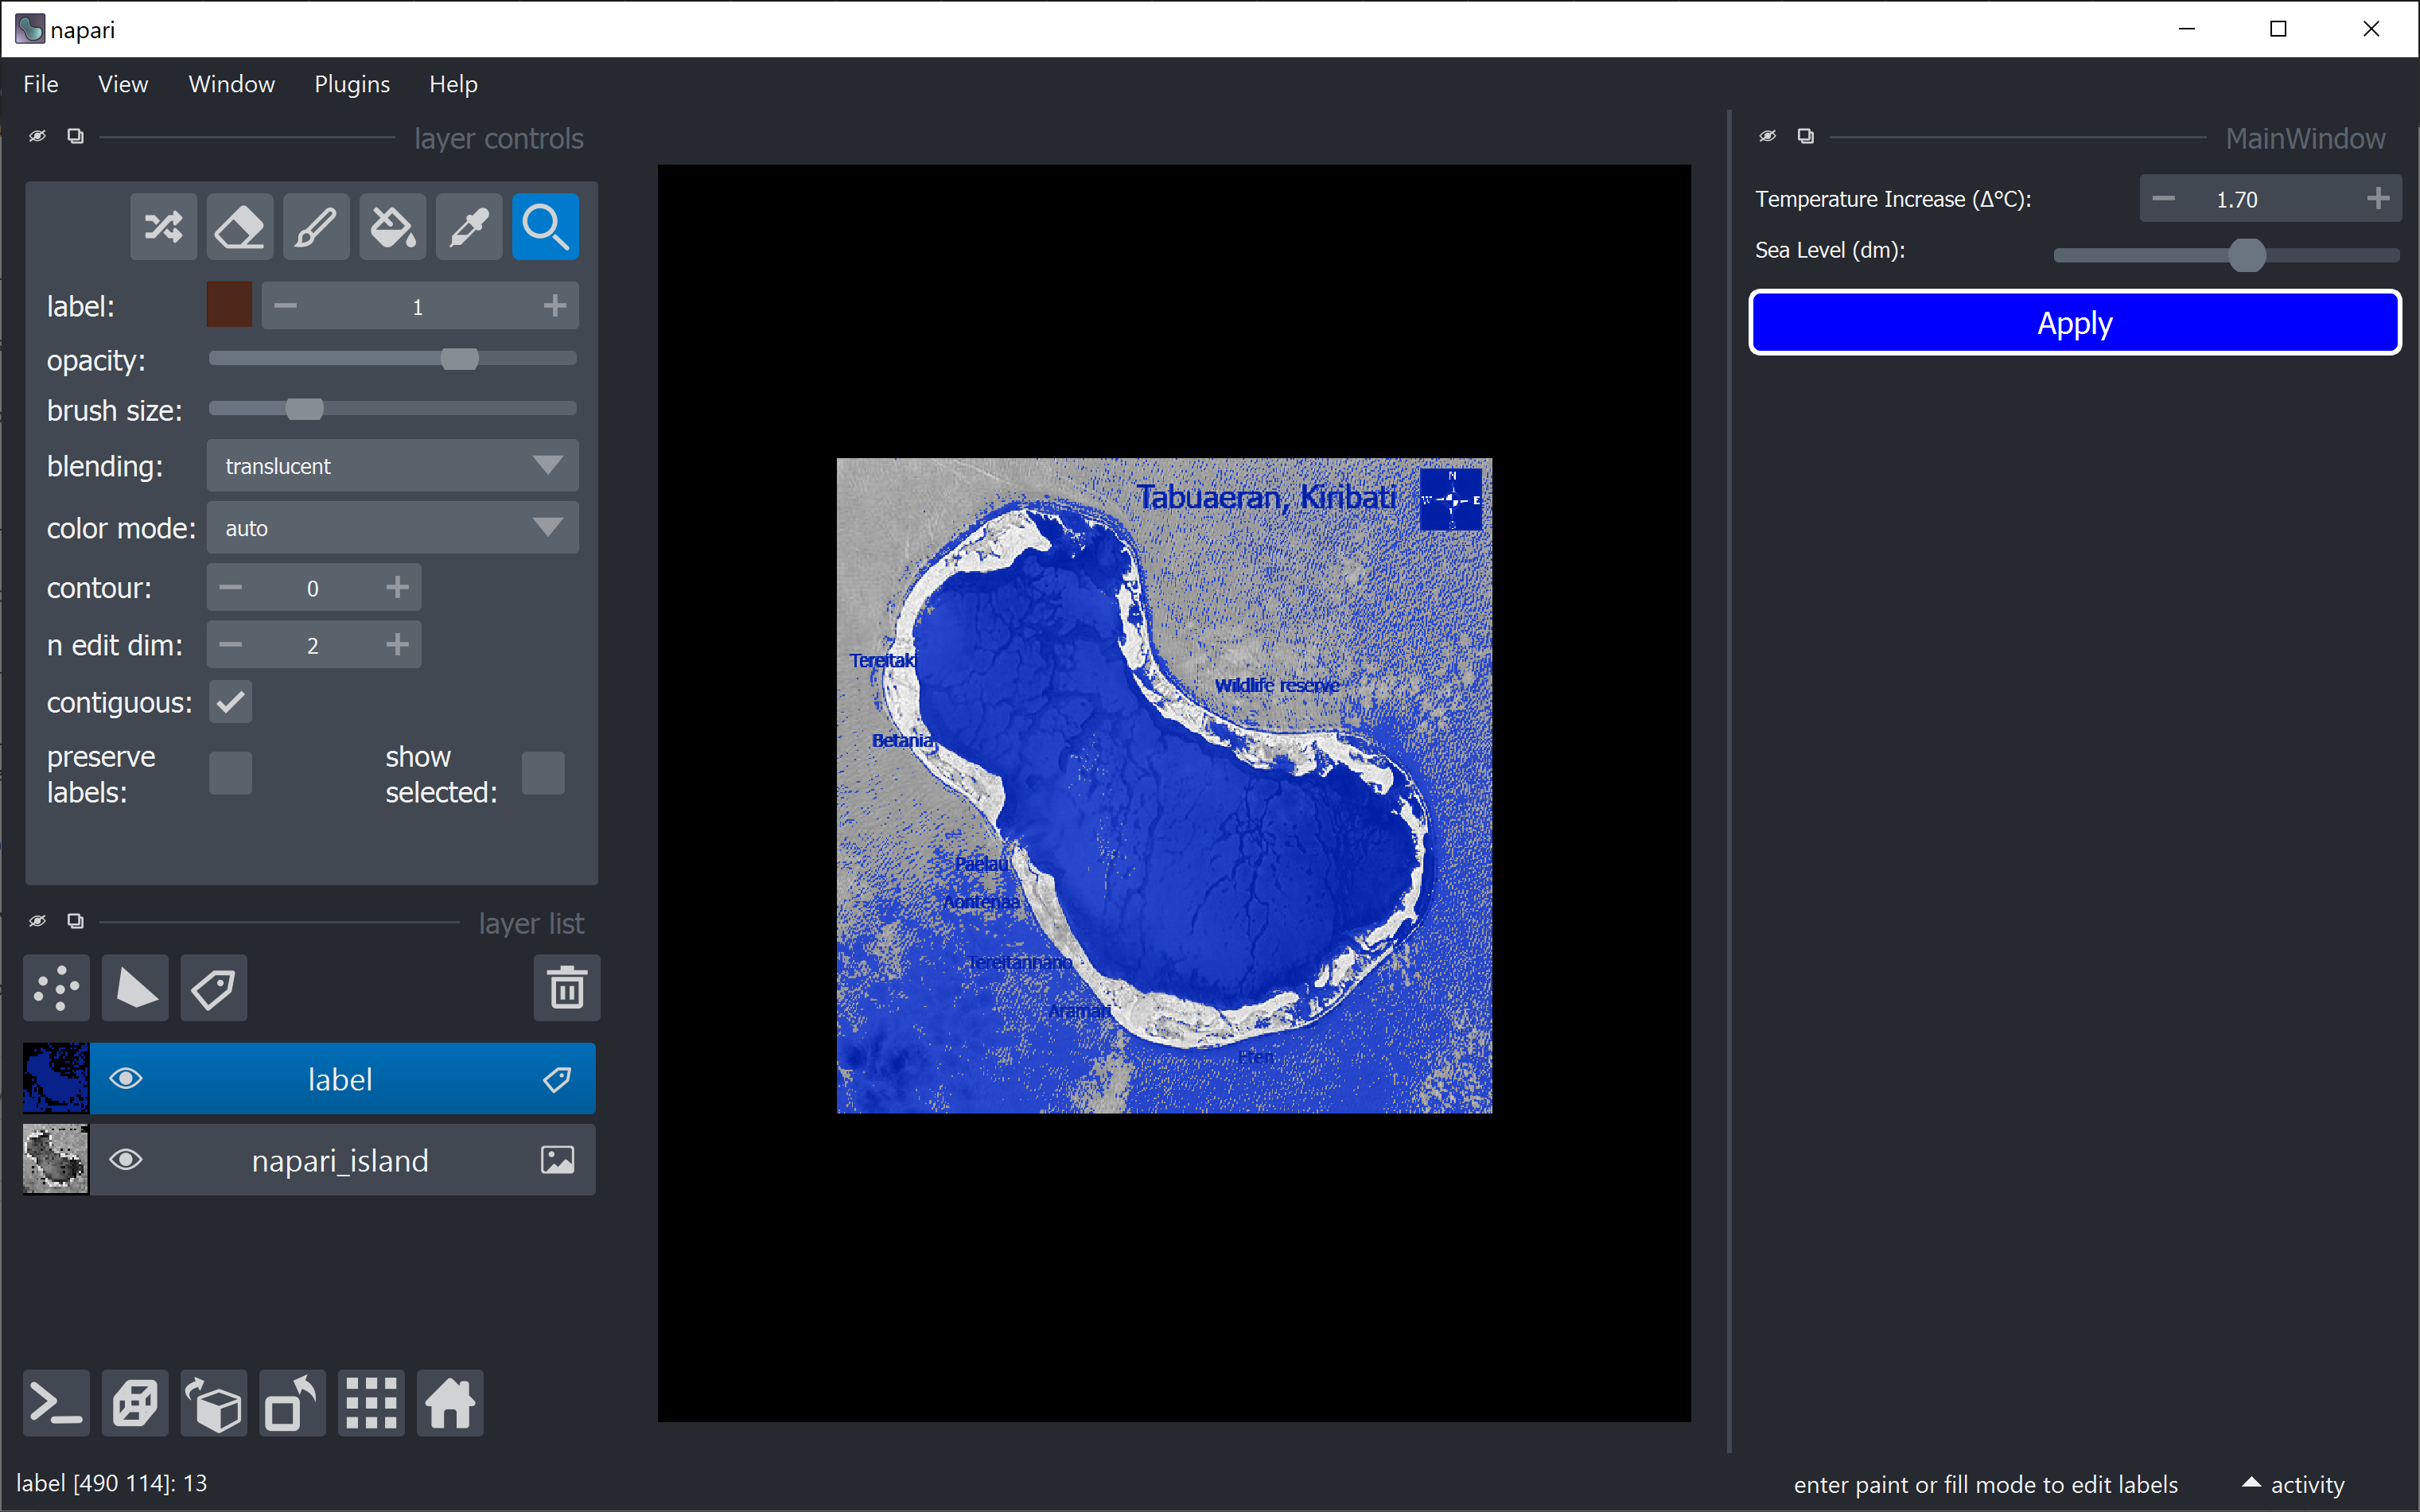 napari
File View Window Plugins Help
layer controls
label: 1
opacity:
brush size:
blending: translucent
color mode: auto
contour: 0
n edit dim: 2
contiguous:
preserve labels:
show selected:
layer list
label
napari_island
label [490 114]: 13
Tabuaeran, Kiribati
N
W E
S
Tereitaki
Wildlife reserve
Betania
Paelau
Aontenaa
Tereitannano
Aramari
Eten
MainWindow
Temperature Increase (Δ°C): 1.70
Sea Level (dm):
Apply
enter paint or fill mode to edit labels
activity